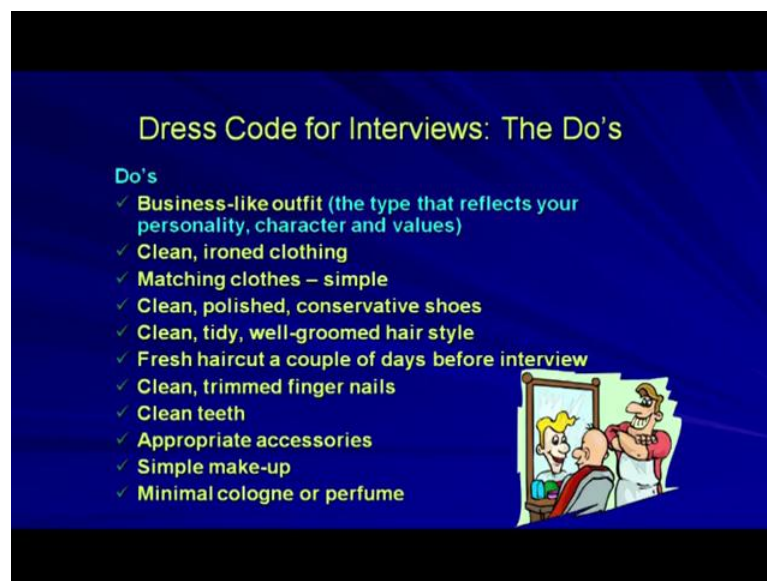 Dress Code for Interviews: The Do's
Do's
✓ Business-like outfit (the type that reflects your
personality, character and values)
✓ Clean, ironed clothing
✓ Matching clothes – simple
✓ Clean, polished, conservative shoes
✓ Clean, tidy, well-groomed hair style
✓ Fresh haircut a couple of days before interview
✓ Clean, trimmed finger nails
✓ Clean teeth
✓ Appropriate accessories
✓ Simple make-up
✓ Minimal cologne or perfume